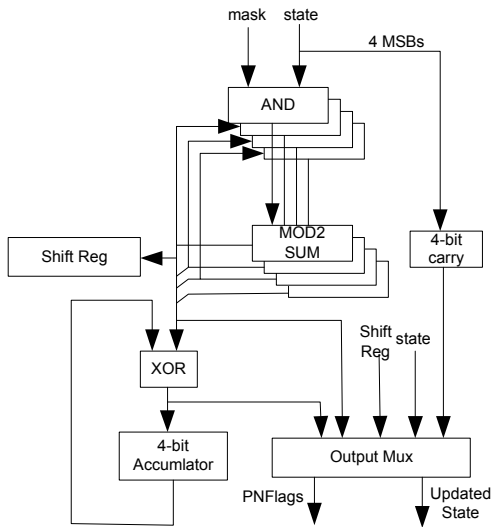 mask state
4 MSBs
AND
MOD2
SUM
Shift Reg
4-bit
carry
Shift
Reg
state
XOR
4-bit
Accumlator
Output Mux
PNFlags
Updated
State